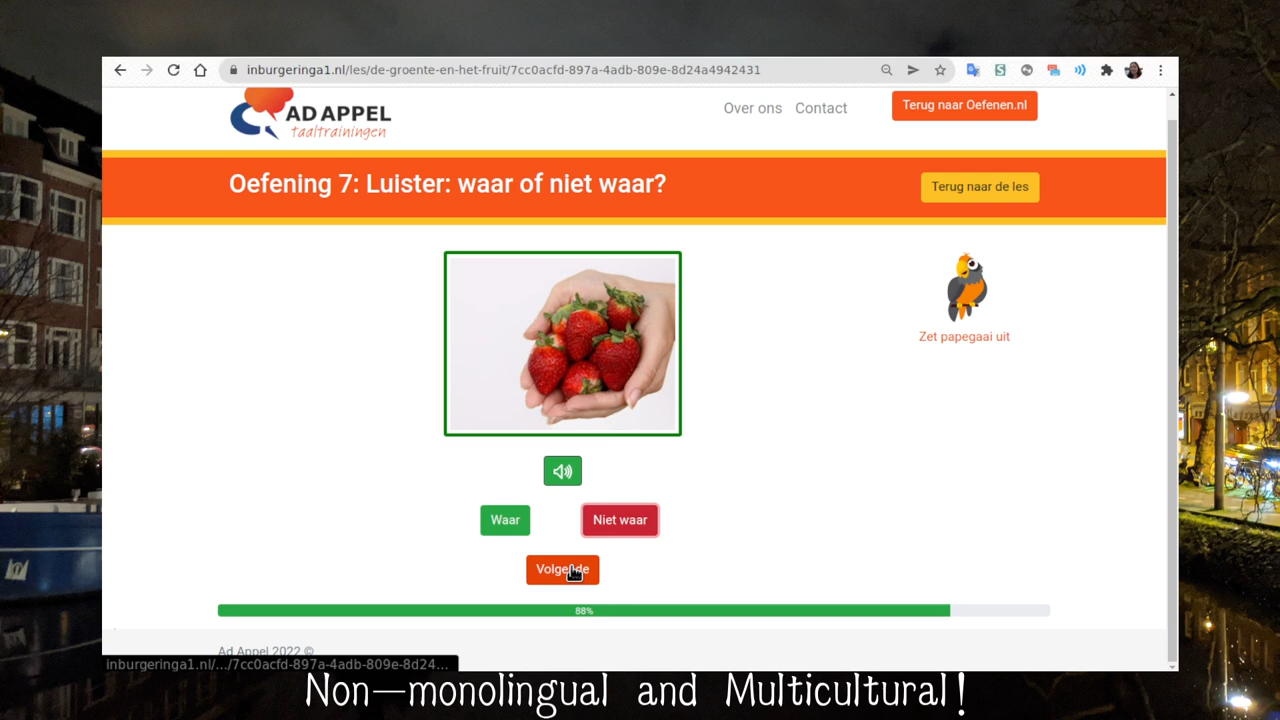 inburgeringa1.nl/les/de-groente-en-het-fruit/7cc0acfd-897a-4adb-809e-8d24a4942431
AD APPEL
taaltrainingen
Over ons
Contact
Terug naar Oefenen.nl
Oefening 7: Luister: waar of niet waar?
Terug naar de les
Zet papegaai uit
Waar
Niet waar
Volgende
88%
Ad Appel 2022 ©
inburgeringa1.nl/.../7cc0acfd-897a-4adb-809e-8d24...
Non-monolingual and Multicultural!